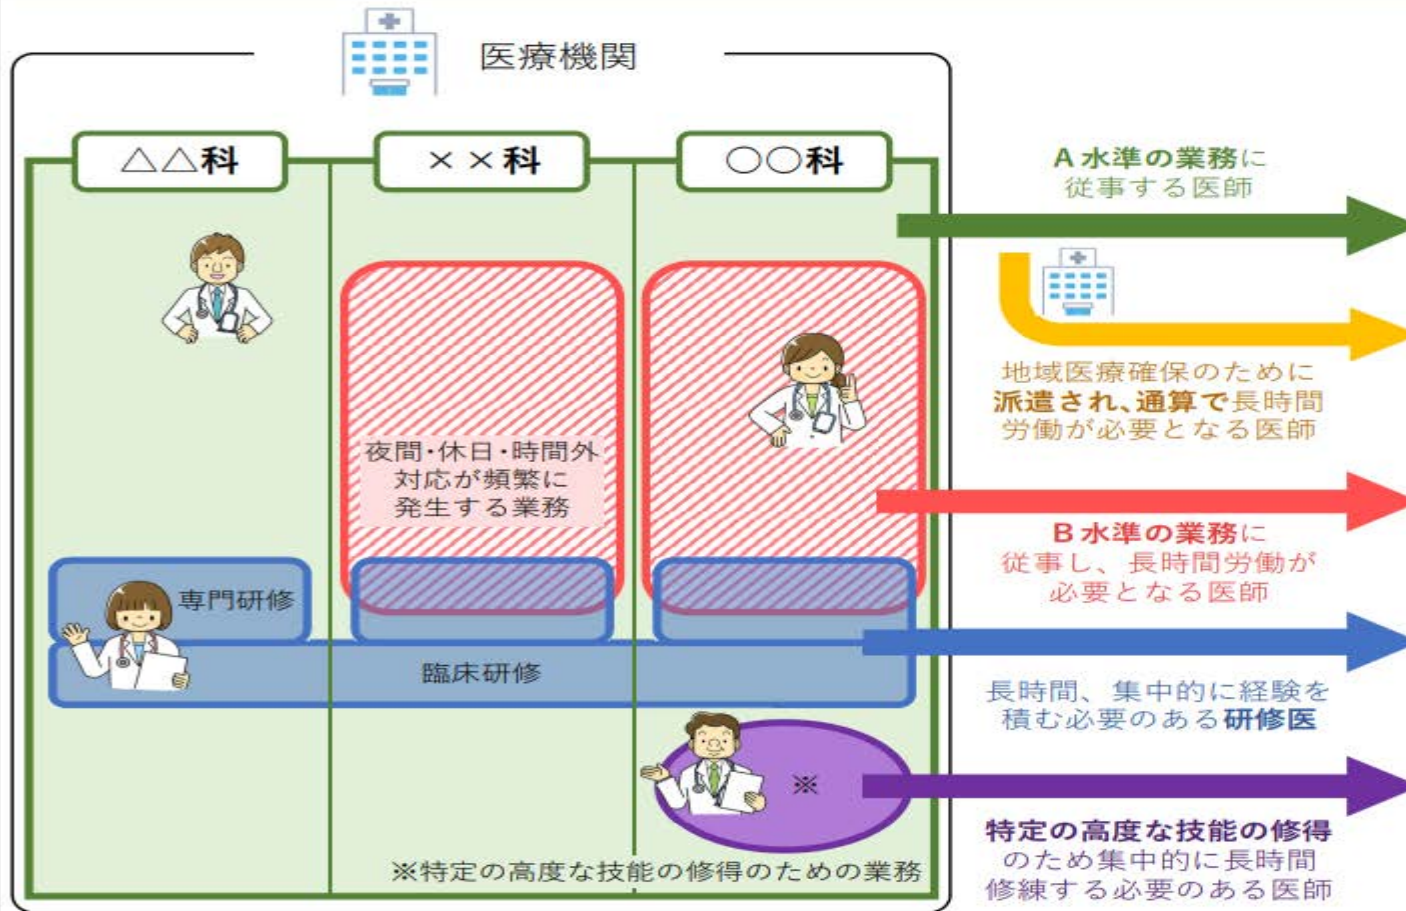 医療機関
△△科
××科
○○科
夜間・休日・時間外
対応が頻繁に
発生する業務
専門研修
臨床研修
※
※特定の高度な技能の修得のための業務
A水準の業務に
従事する医師
地域医療確保のために
派遣され、通算で長時間
労働が必要となる医師
B水準の業務に
従事し、長時間労働が
必要となる医師
長時間、集中的に経験を
積む必要のある研修医
特定の高度な技能の修得
のため集中的に長時間
修練する必要のある医師